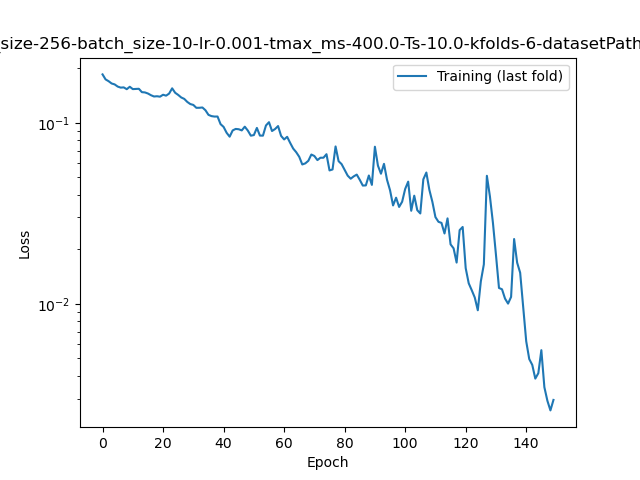 _size-256-batch_size-10-lr-0.001-tmax_ms-400.0-Ts-10.0-kfolds-6-datasetPath
Training (last fold)
10⁻¹
10⁻²
Loss
0 20 40 60 80 100 120 140
Epoch